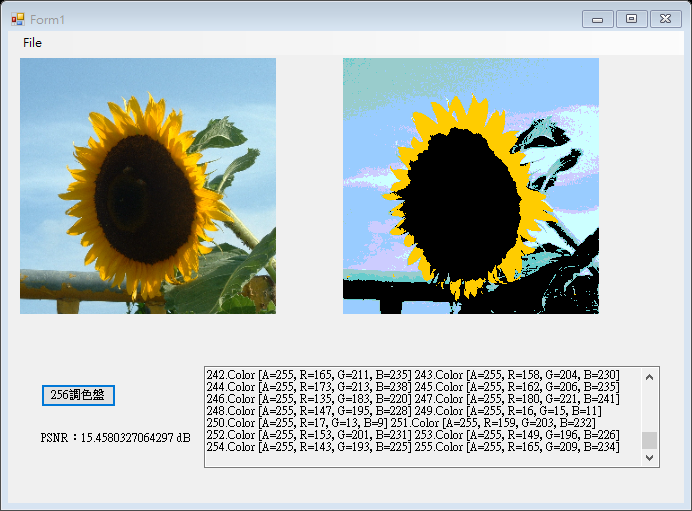 Form1
File
256調色盤
PSNR：15.4580327064297 dB
242.Color [A=255, R=165, G=211, B=235] 243.Color [A=255, R=158, G=204, B=230]
244.Color [A=255, R=173, G=213, B=238] 245.Color [A=255, R=162, G=206, B=235]
246.Color [A=255, R=135, G=183, B=220] 247.Color [A=255, R=180, G=221, B=241]
248.Color [A=255, R=147, G=195, B=228] 249.Color [A=255, R=16, G=15, B=11]
250.Color [A=255, R=17, G=13, B=9] 251.Color [A=255, R=159, G=203, B=232]
252.Color [A=255, R=153, G=201, B=231] 253.Color [A=255, R=149, G=196, B=226]
254.Color [A=255, R=143, G=193, B=225] 255.Color [A=255, R=165, G=209, B=234]